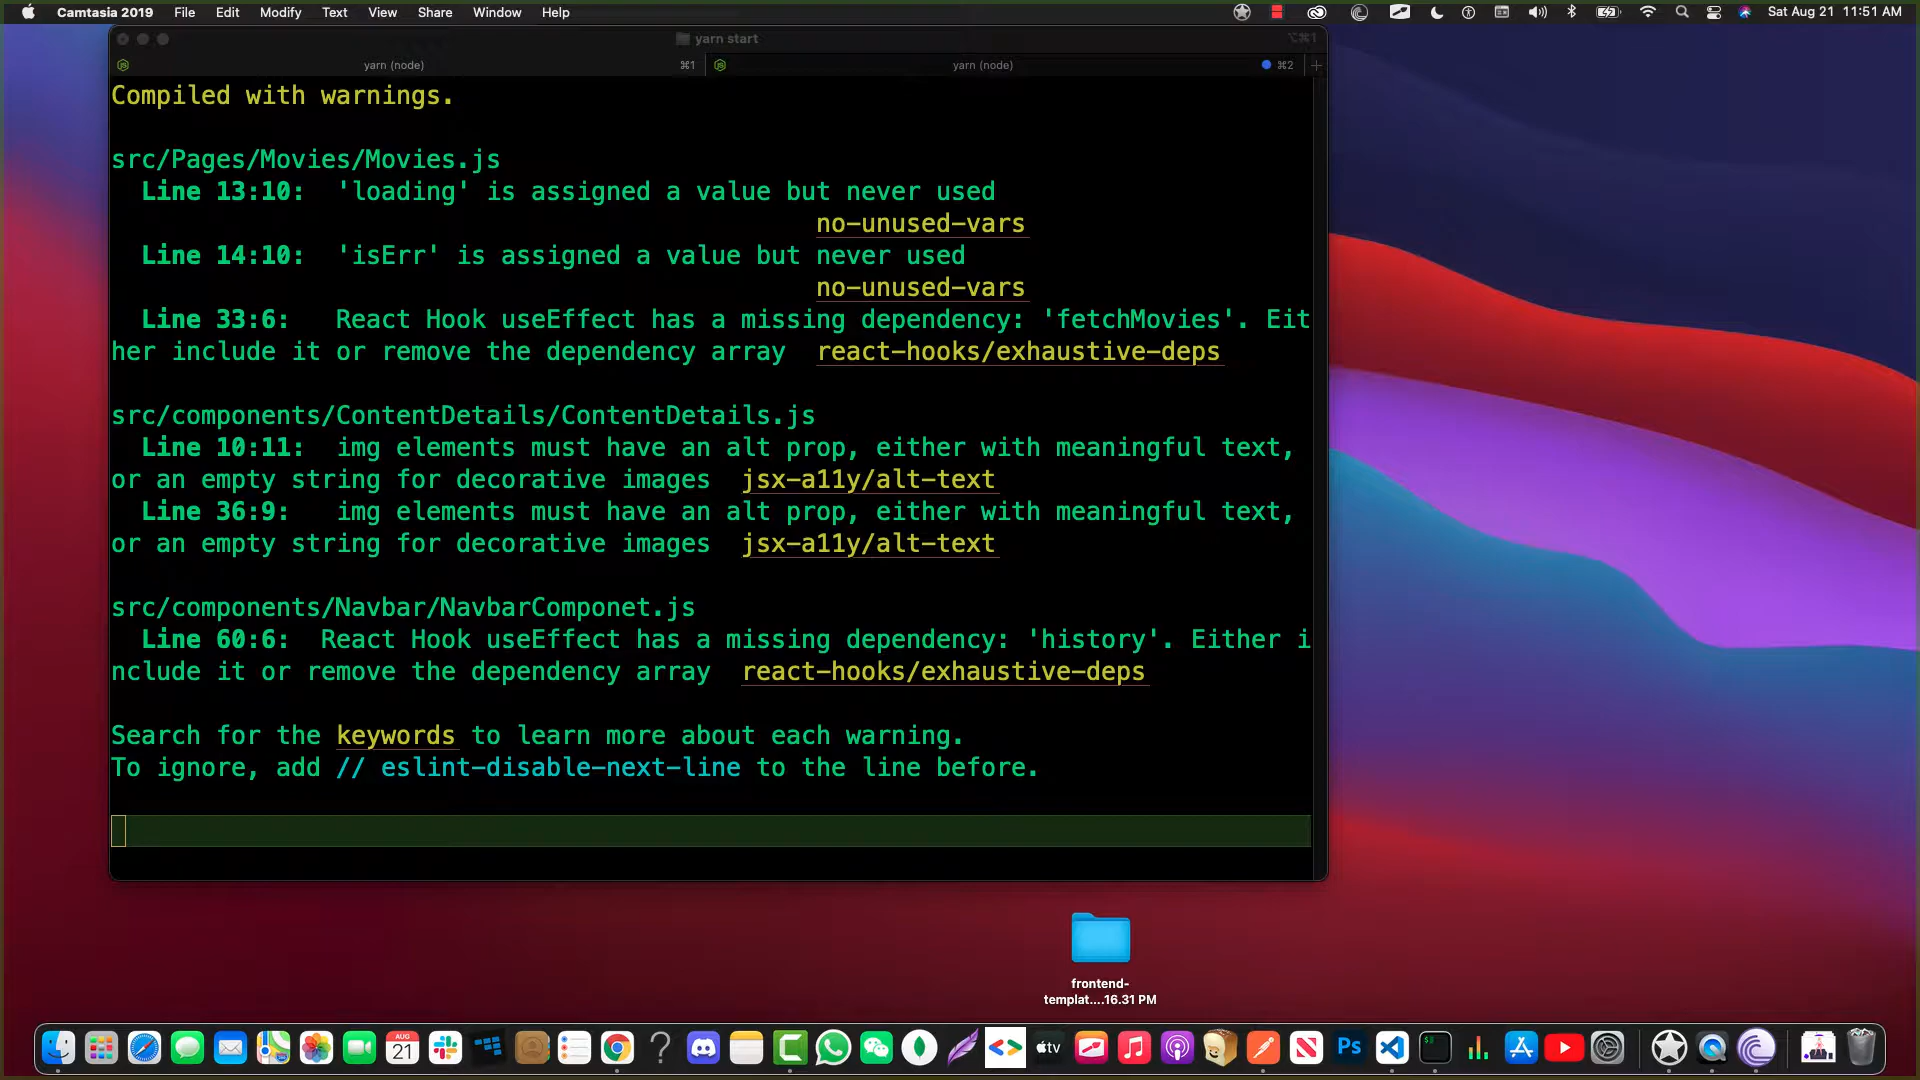 Camtasia 2019 File Edit Modify Text View Share Window Help Sat Aug 21 11:51 AM
yarn start ⌥⌘1
yarn (node) ⌘1 yarn (node) ⌘2
Compiled with warnings.
src/Pages/Movies/Movies.js
Line 13:10: 'loading' is assigned a value but never used
no-unused-vars
Line 14:10: 'isErr' is assigned a value but never used
no-unused-vars
Line 33:6: React Hook useEffect has a missing dependency: 'fetchMovies'. Eit
her include it or remove the dependency array react-hooks/exhaustive-deps
src/components/ContentDetails/ContentDetails.js
Line 10:11: img elements must have an alt prop, either with meaningful text,
or an empty string for decorative images jsx-a11y/alt-text
Line 36:9: img elements must have an alt prop, either with meaningful text,
or an empty string for decorative images jsx-a11y/alt-text
src/components/Navbar/NavbarComponet.js
Line 60:6: React Hook useEffect has a missing dependency: 'history'. Either i
nclude it or remove the dependency array react-hooks/exhaustive-deps
Search for the keywords to learn more about each warning.
To ignore, add // eslint-disable-next-line to the line before.
frontend-
templat....16.31 PM
AUG
21
tv
Ps